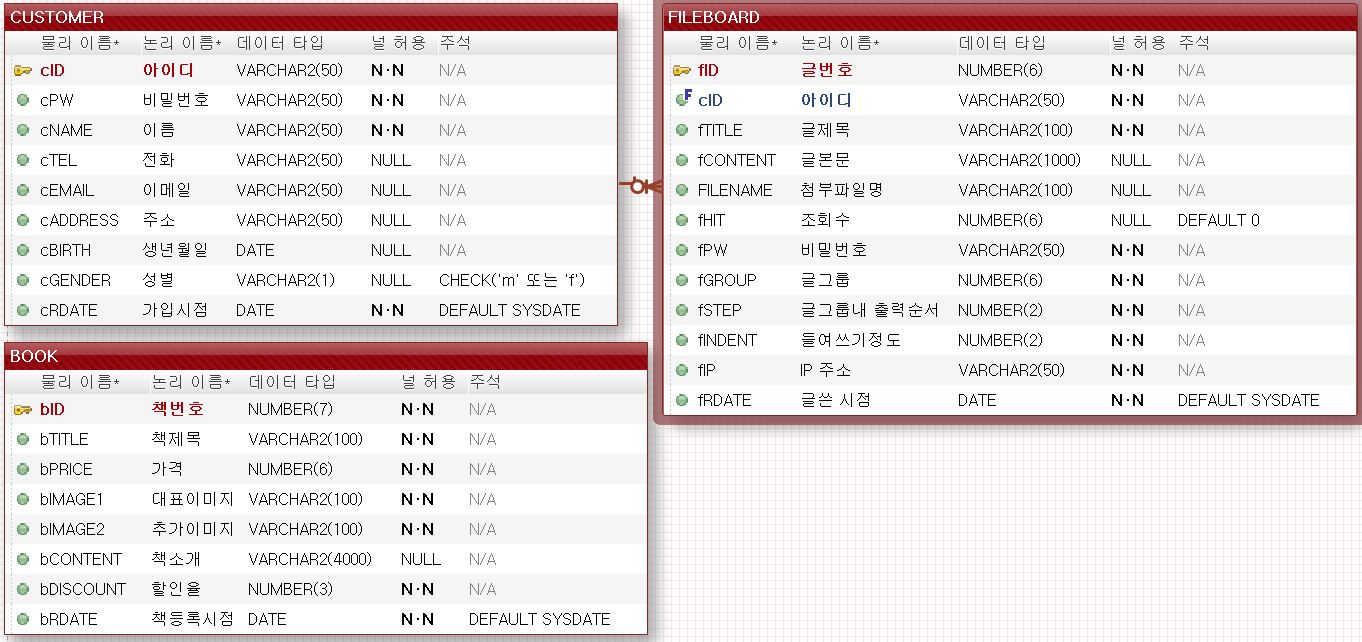 CUSTOMER
물리 이름* 논리 이름* 데이터 타입 널 허용 주석
cID 아이디 VARCHAR2(50) N·N N/A
cPW 비밀번호 VARCHAR2(50) N·N N/A
cNAME 이름 VARCHAR2(50) N·N N/A
cTEL 전화 VARCHAR2(50) NULL N/A
cEMAIL 이메일 VARCHAR2(50) NULL N/A
cADDRESS 주소 VARCHAR2(50) NULL N/A
cBIRTH 생년월일 DATE NULL N/A
cGENDER 성별 VARCHAR2(1) NULL CHECK('m' 또는 'f')
cRDATE 가입시점 DATE N·N DEFAULT SYSDATE
BOOK
물리 이름* 논리 이름* 데이터 타입 널 허용 주석
bID 책번호 NUMBER(7) N·N N/A
bTITLE 책제목 VARCHAR2(100) N·N N/A
bPRICE 가격 NUMBER(6) N·N N/A
bIMAGE1 대표이미지 VARCHAR2(100) N·N N/A
bIMAGE2 추가이미지 VARCHAR2(100) N·N N/A
bCONTENT 책소개 VARCHAR2(4000) NULL N/A
bDISCOUNT 할인율 NUMBER(3) N·N N/A
bRDATE 책등록시점 DATE N·N DEFAULT SYSDATE
FILEBOARD
물리 이름* 논리 이름* 데이터 타입 널 허용 주석
fID 글번호 NUMBER(6) N·N N/A
F cID 아이디 VARCHAR2(50) N·N N/A
fTITLE 글제목 VARCHAR2(100) N·N N/A
fCONTENT 글본문 VARCHAR2(1000) NULL N/A
FILENAME 첨부파일명 VARCHAR2(100) NULL N/A
fHIT 조회수 NUMBER(6) NULL DEFAULT 0
fPW 비밀번호 VARCHAR2(50) N·N N/A
fGROUP 글그룹 NUMBER(6) N·N N/A
fSTEP 글그룹내 출력순서 NUMBER(2) N·N N/A
fINDENT 들여쓰기정도 NUMBER(2) N·N N/A
fIP IP 주소 VARCHAR2(50) N·N N/A
fRDATE 글쓴 시점 DATE N·N DEFAULT SYSDATE